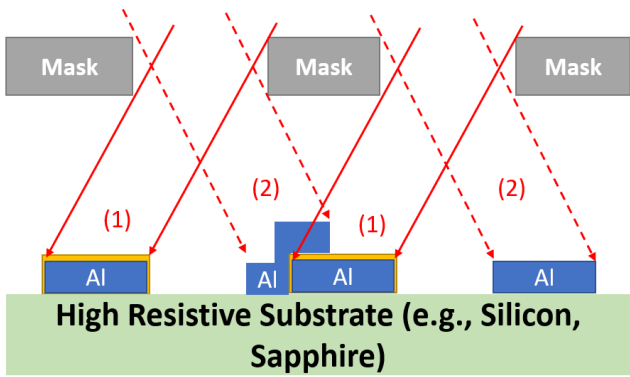 Mask Mask Mask
(2) (2)
(1) (1)
Al Al Al Al
High Resistive Substrate (e.g., Silicon,
Sapphire)